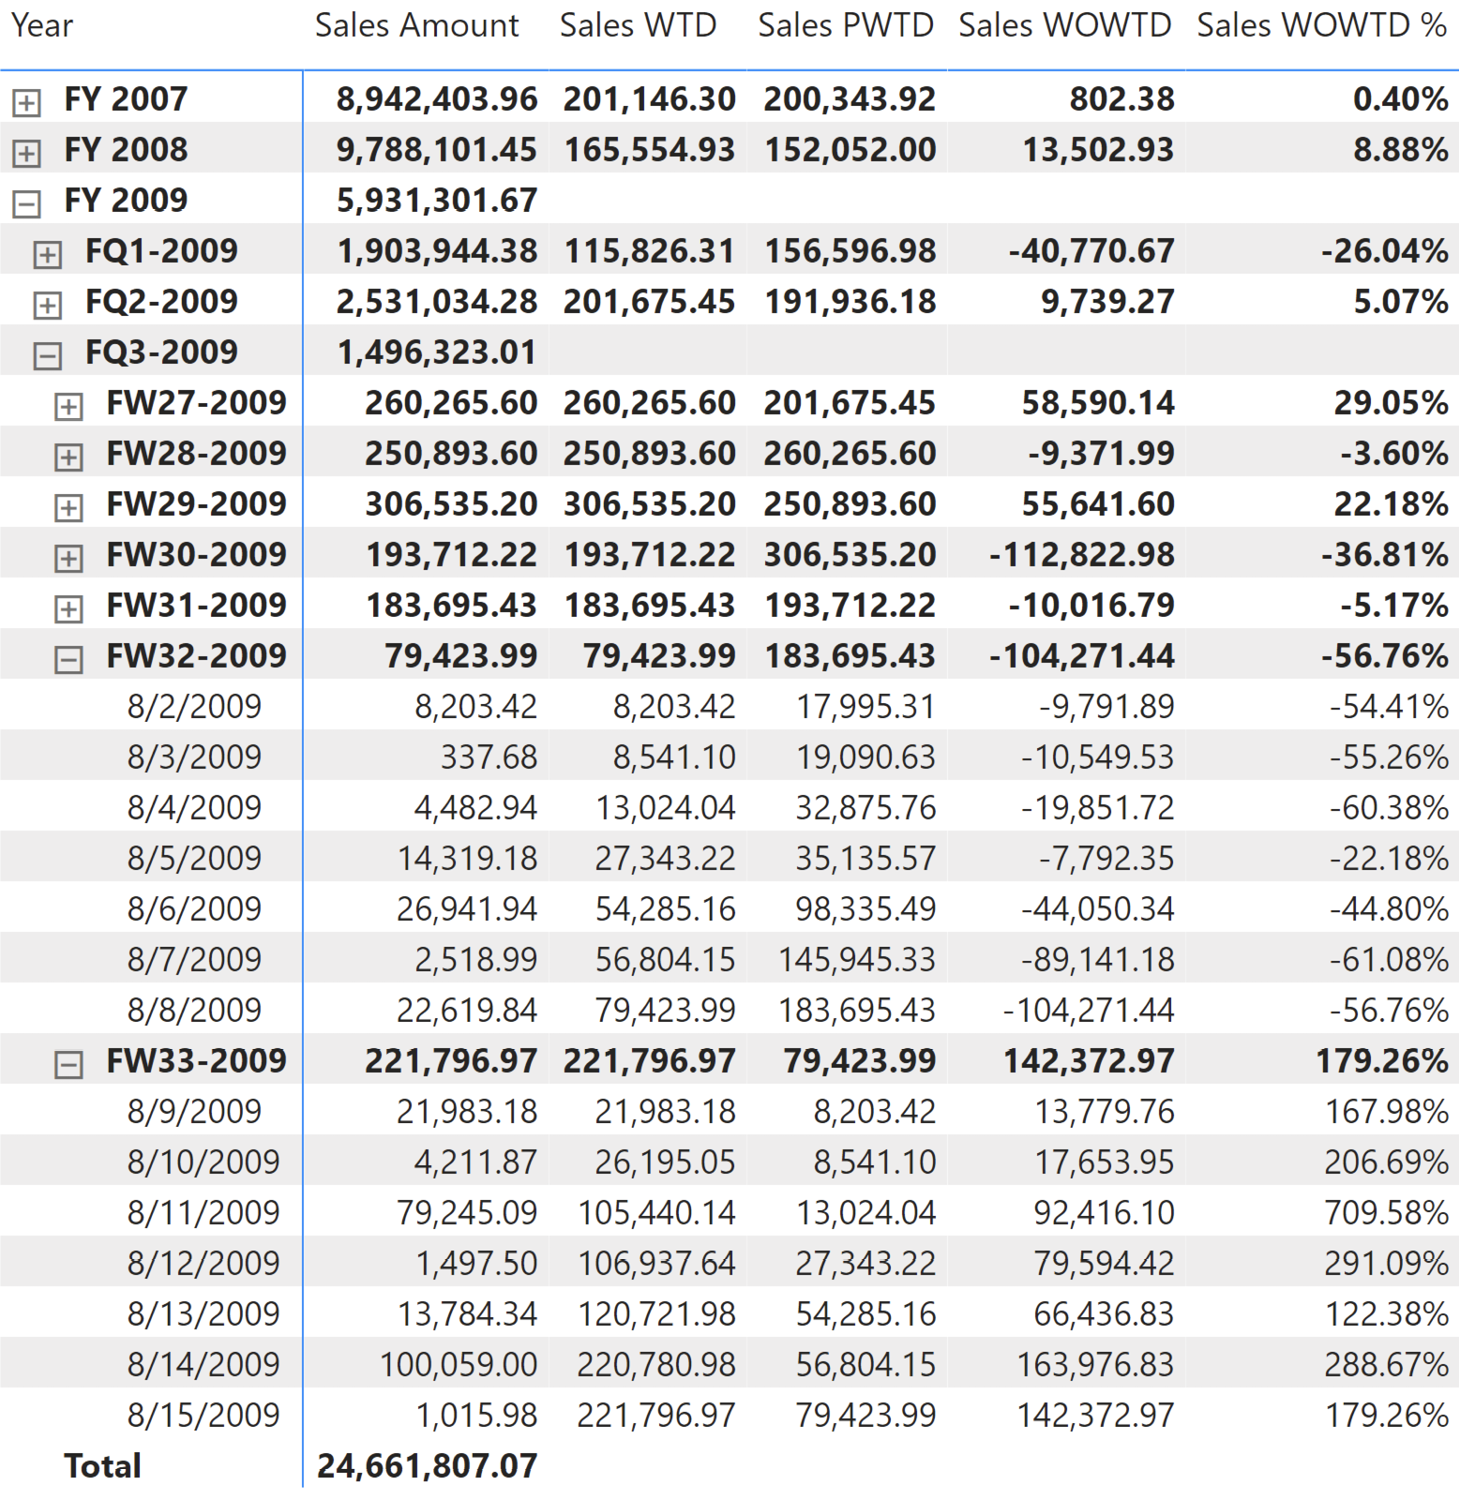 Year Sales Amount Sales WTD Sales PWTD Sales WOWTD Sales WOWTD %
FY 2007 8,942,403.96 201,146.30 200,343.92 802.38 0.40%
FY 2008 9,788,101.45 165,554.93 152,052.00 13,502.93 8.88%
FY 2009 5,931,301.67
FQ1-2009 1,903,944.38 115,826.31 156,596.98 -40,770.67 -26.04%
FQ2-2009 2,531,034.28 201,675.45 191,936.18 9,739.27 5.07%
FQ3-2009 1,496,323.01
FW27-2009 260,265.60 260,265.60 201,675.45 58,590.14 29.05%
FW28-2009 250,893.60 250,893.60 260,265.60 -9,371.99 -3.60%
FW29-2009 306,535.20 306,535.20 250,893.60 55,641.60 22.18%
FW30-2009 193,712.22 193,712.22 306,535.20 -112,822.98 -36.81%
FW31-2009 183,695.43 183,695.43 193,712.22 -10,016.79 -5.17%
FW32-2009 79,423.99 79,423.99 183,695.43 -104,271.44 -56.76%
8/2/2009 8,203.42 8,203.42 17,995.31 -9,791.89 -54.41%
8/3/2009 337.68 8,541.10 19,090.63 -10,549.53 -55.26%
8/4/2009 4,482.94 13,024.04 32,875.76 -19,851.72 -60.38%
8/5/2009 14,319.18 27,343.22 35,135.57 -7,792.35 -22.18%
8/6/2009 26,941.94 54,285.16 98,335.49 -44,050.34 -44.80%
8/7/2009 2,518.99 56,804.15 145,945.33 -89,141.18 -61.08%
8/8/2009 22,619.84 79,423.99 183,695.43 -104,271.44 -56.76%
FW33-2009 221,796.97 221,796.97 79,423.99 142,372.97 179.26%
8/9/2009 21,983.18 21,983.18 8,203.42 13,779.76 167.98%
8/10/2009 4,211.87 26,195.05 8,541.10 17,653.95 206.69%
8/11/2009 79,245.09 105,440.14 13,024.04 92,416.10 709.58%
8/12/2009 1,497.50 106,937.64 27,343.22 79,594.42 291.09%
8/13/2009 13,784.34 120,721.98 54,285.16 66,436.83 122.38%
8/14/2009 100,059.00 220,780.98 56,804.15 163,976.83 288.67%
8/15/2009 1,015.98 221,796.97 79,423.99 142,372.97 179.26%
Total 24,661,807.07